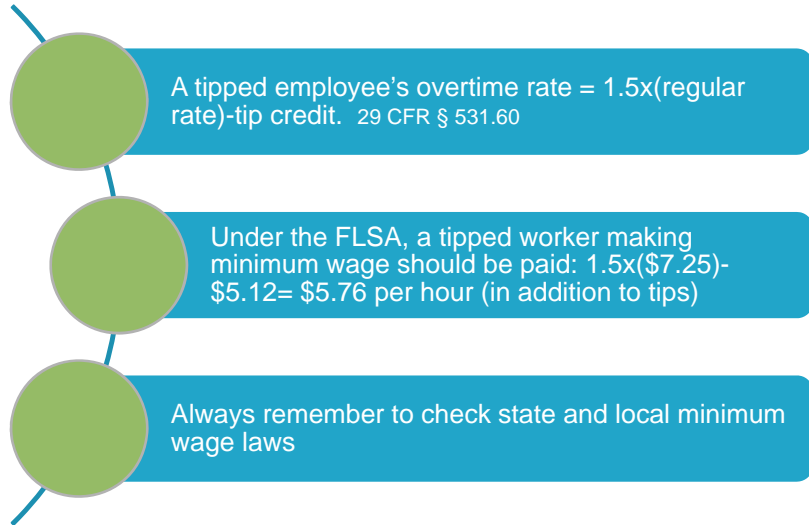 A tipped employee’s overtime rate = 1.5x(regular
rate)-tip credit. 29 CFR § 531.60
Under the FLSA, a tipped worker making
minimum wage should be paid: 1.5x($7.25)-
$5.12= $5.76 per hour (in addition to tips)
Always remember to check state and local minimum
wage laws